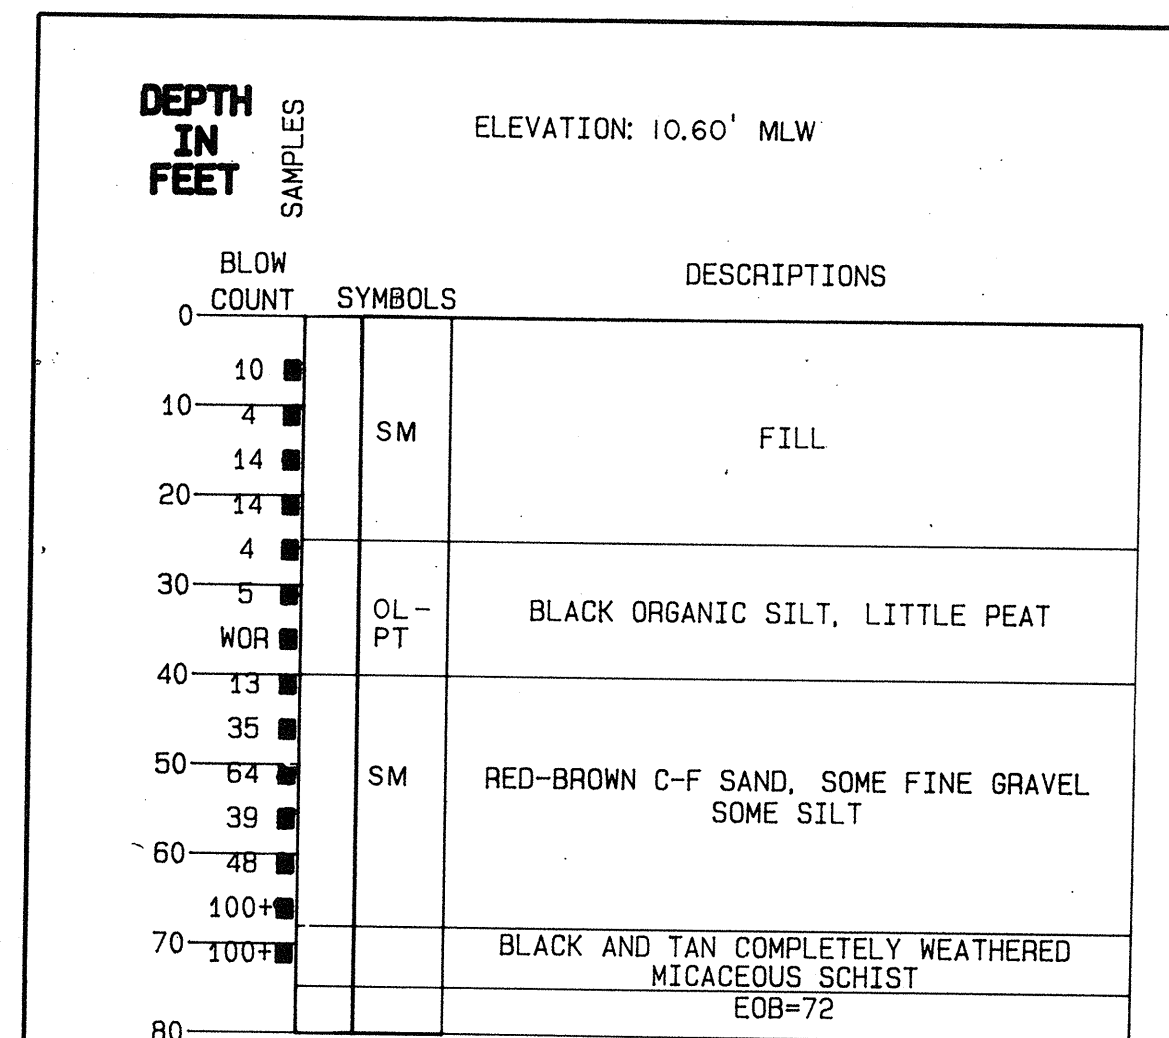 DEPTH
IN
FEET
SAMPLES
ELEVATION: 10.60' MLW
BLOW
COUNT
SYMBOLS
DESCRIPTIONS
0
10
10
4
SM
FILL
14
20
14
4
30
5
OL-
PT
BLACK ORGANIC SILT, LITTLE PEAT
WOR
40
13
35
50
64
SM
RED-BROWN C-F SAND, SOME FINE GRAVEL
SOME SILT
39
60
48
100+
70
100+
BLACK AND TAN COMPLETELY WEATHERED
MICACEOUS SCHIST
EOB=72
80